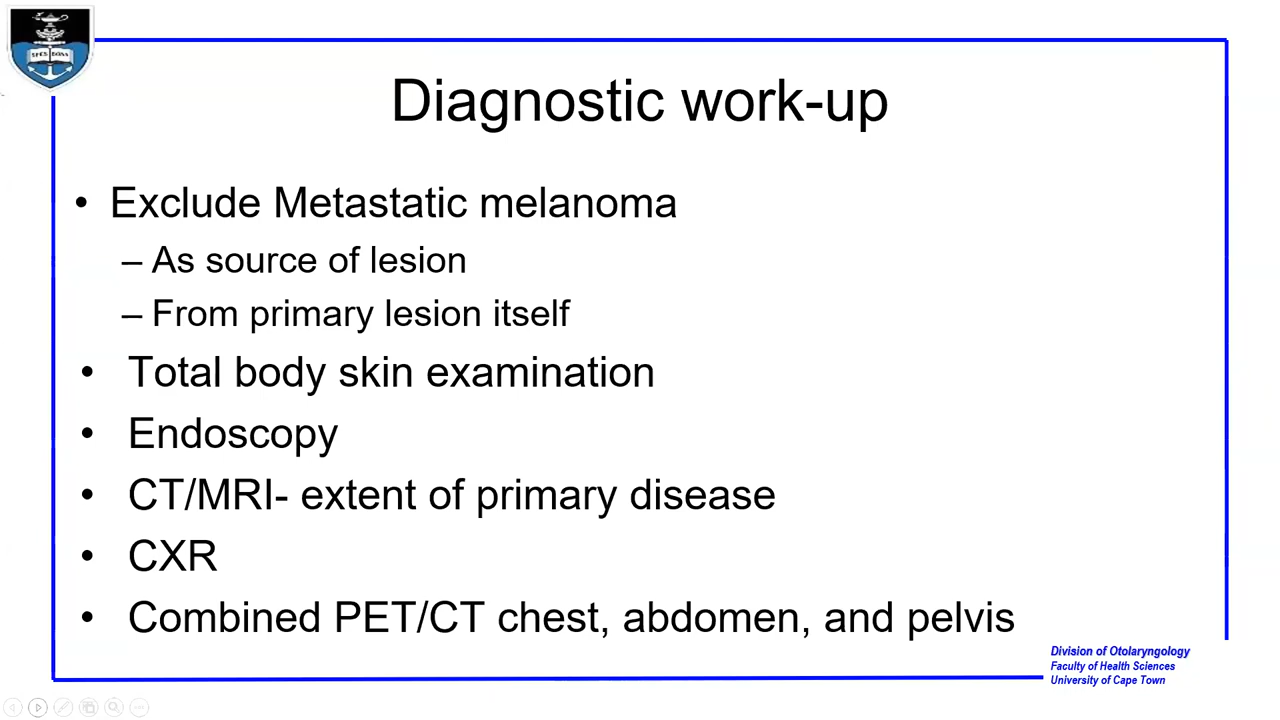 SPES BONA
Diagnostic work-up
• Exclude Metastatic melanoma
– As source of lesion
– From primary lesion itself
• Total body skin examination
• Endoscopy
• CT/MRI- extent of primary disease
• CXR
• Combined PET/CT chest, abdomen, and pelvis
Division of Otolaryngology
Faculty of Health Sciences
University of Cape Town